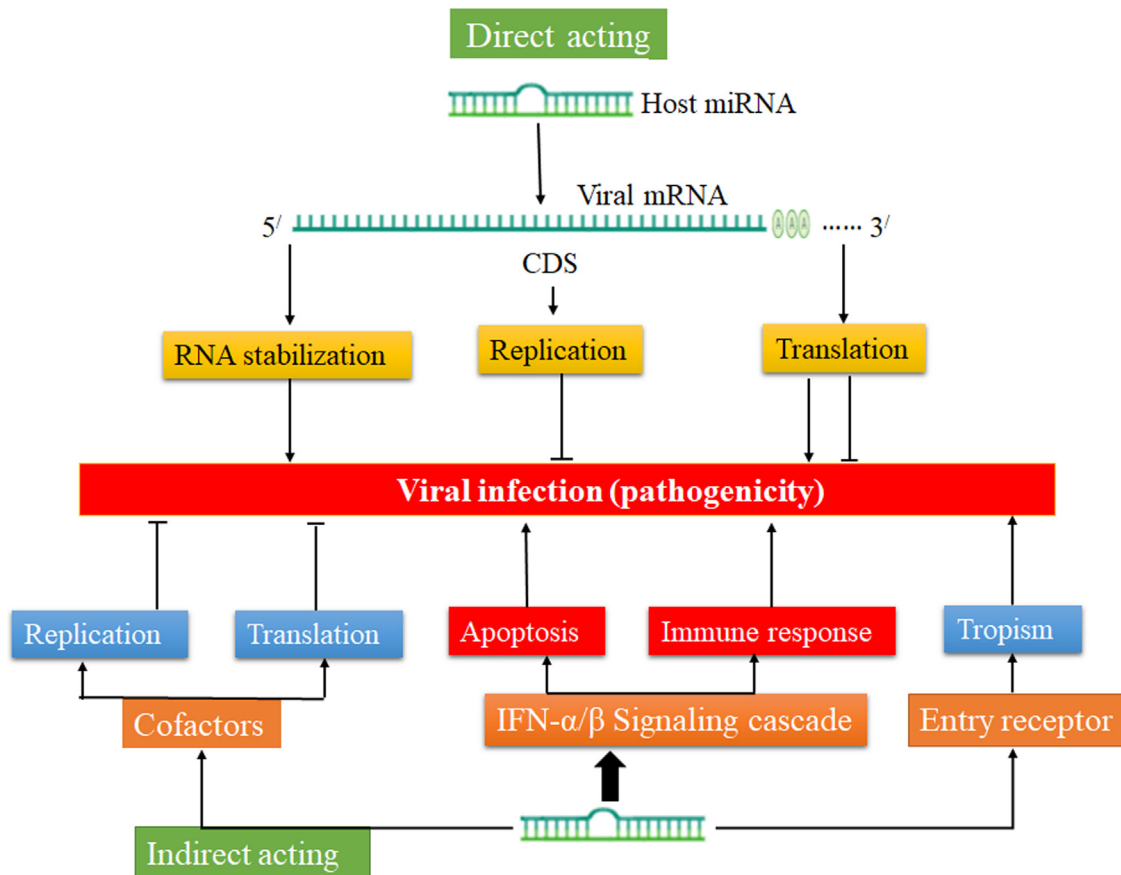 Direct acting
Host miRNA
Viral mRNA
5/ AAA ...... 3/
CDS
RNA stabilization
Replication
Translation
Viral infection (pathogenicity)
Replication
Translation
Apoptosis
Immune response
Tropism
Cofactors
IFN-α/β Signaling cascade
Entry receptor
Indirect acting